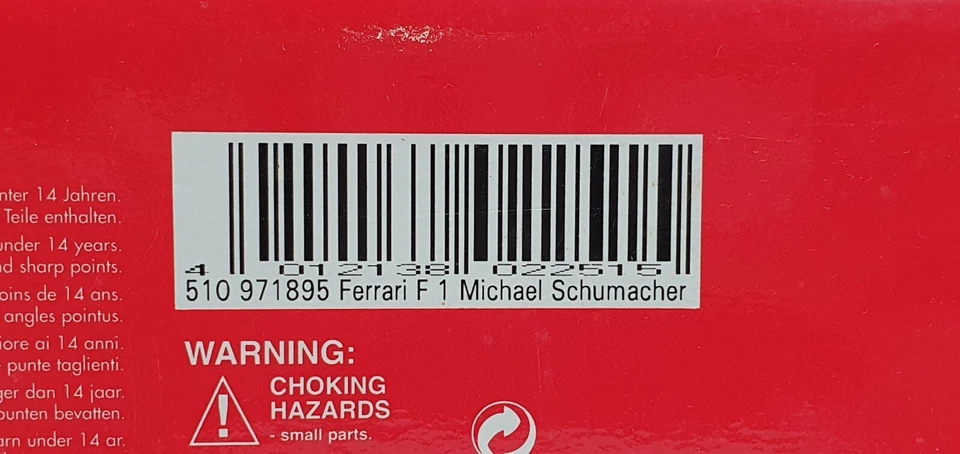 nter 14 Jahren.
Teile enthalten.
under 14 years.
nd sharp points.
oins de 14 ans.
angles pointus.
iore ai 14 anni.
punte taglienti.
ger dan 14 jaar.
punten bevatten.
arn under 14 ar.
4 012138 022515
510 971895 Ferrari F 1 Michael Schumacher
WARNING:
CHOKING
HAZARDS
- small parts.